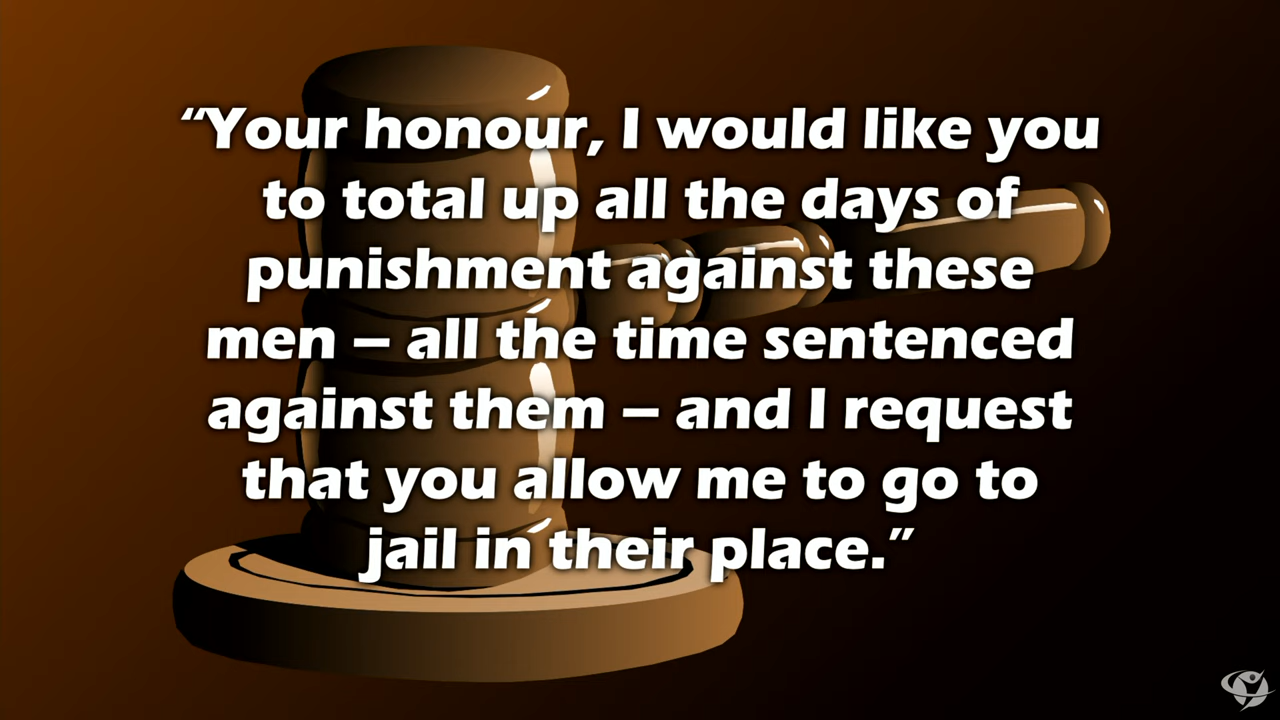 “Your honour, I would like you
to total up all the days of
punishment against these
men – all the time sentenced
against them – and I request
that you allow me to go to
jail in their place.”